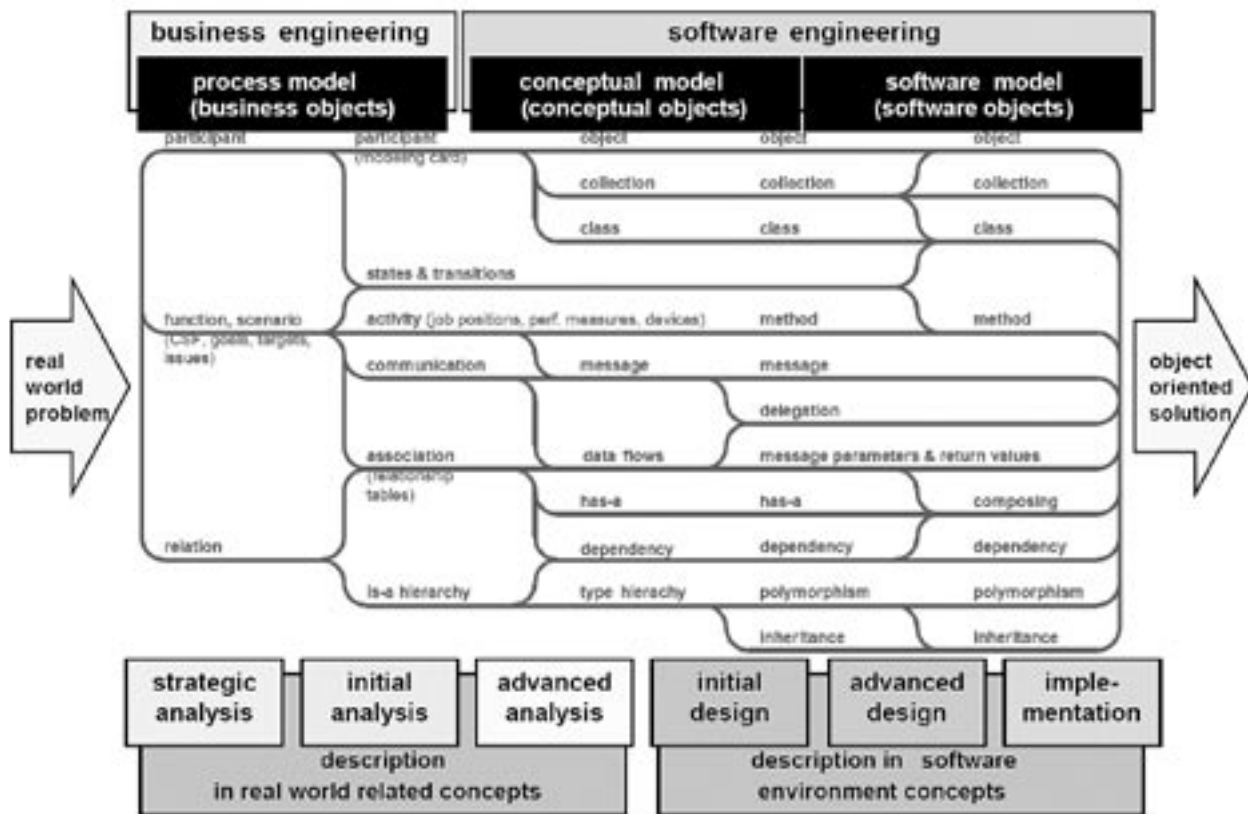 business engineering
software engineering
process model
(business objects)
conceptual model
(conceptual objects)
software model
(software objects)
participant
participant
(modeling card)
object
object
object
collection
collection
collection
class
class
class
states & transitions
function, scenario
(CSF, goals, targets,
issues)
activity (job positions, perf. measures, devices)
method
method
communication
message
message
delegation
association
(relationship
tables)
data flows
message parameters & return values
has-a
has-a
composing
relation
dependency
dependency
dependency
is-a hierarchy
type hierachy
polymorphism
polymorphism
inheritance
inheritance
real
world
problem
object
oriented
solution
strategic
analysis
initial
analysis
advanced
analysis
initial
design
advanced
design
imple-
mentation
description
in real world related concepts
description in software
environment concepts